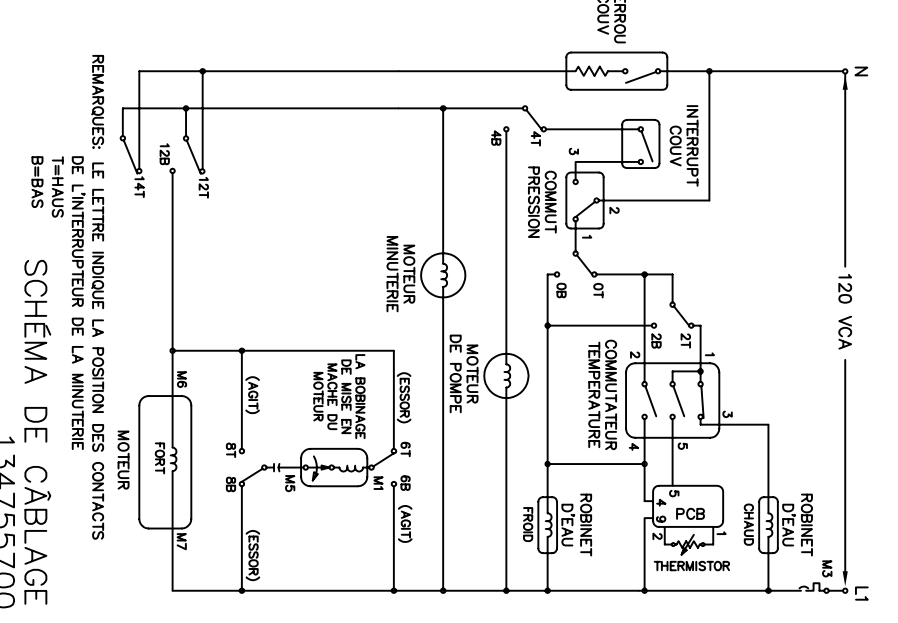 N
120 VCA
L1
M3
INTERRUPT
COUV
3
2
COMMUT
PRESSION
1
4T
4B
0T
0B
2T
2B
2
1
3
COMMUTATEUR
TEMPERATURE
4
5
5
4
9
PCB
2
1
THERMISTOR
ROBINET
D'EAU
CHAUD
ROBINET
D'EAU
FROID
MOTEUR
DE POMPE
MOTEUR
MINUTERIE
12T
12B
14T
(ESSOR)
6T
6B
(AGIT)
LA BOBINAGE
DE MISE EN
MACHE DU
MOTEUR
M1
M5
(AGIT)
8T
8B
(ESSOR)
M6
FORT
M7
MOTEUR
REMARQUES: LE LETTRE INDIQUE LA POSITION DES CONTACTS
DE L'INTERRUPTEUR DE LA MINUTERIE
T=HAUS
B=BAS
SCHÉMA DE CÂBLAGE
134755700